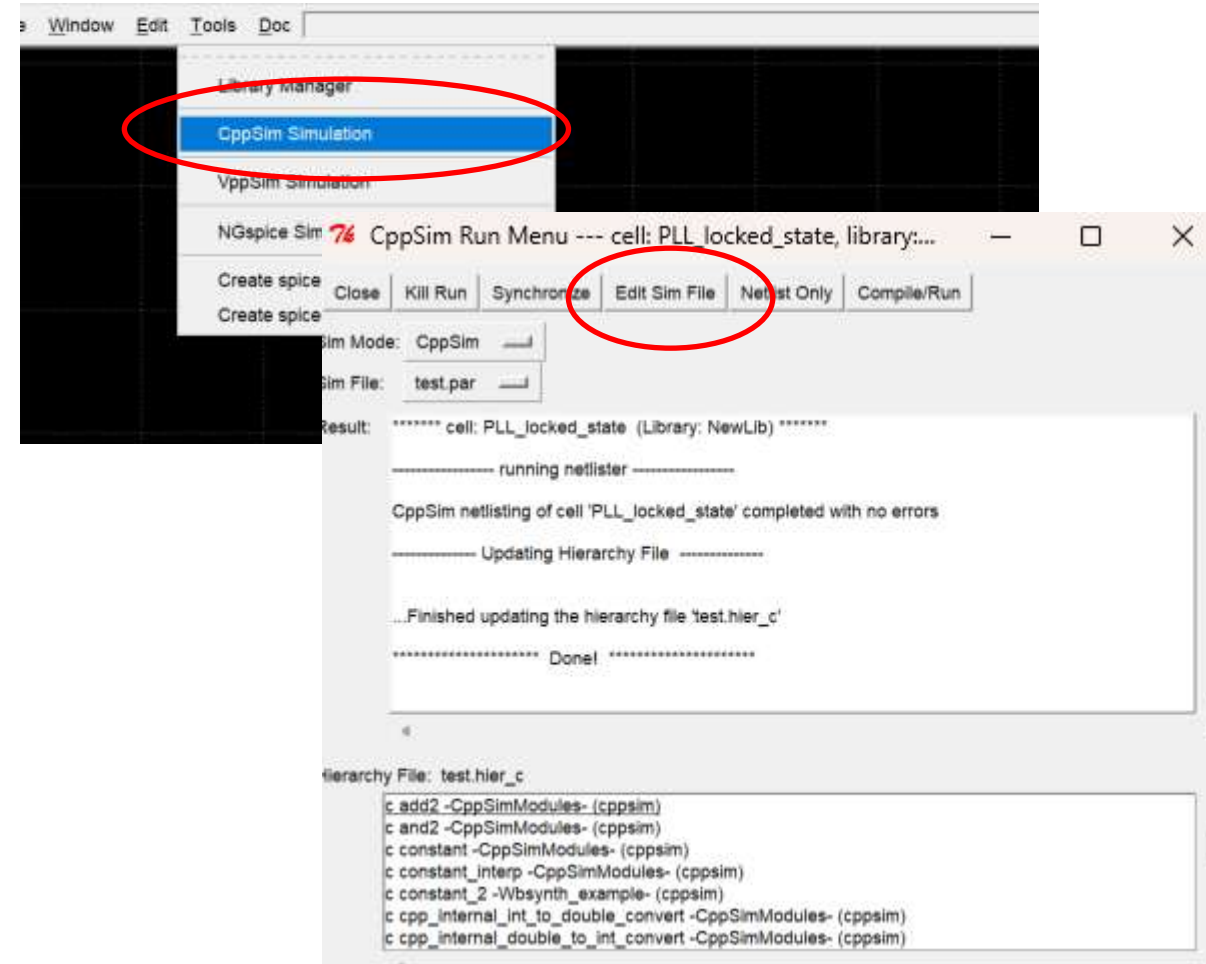 Window Edit Tools Doc
Library Manager
CppSim Simulation
VppSim Simulation
NGspice Sim
Create spice
Create spice
CppSim Run Menu --- cell: PLL_locked_state, library:...
Close Kill Run Synchronize Edit Sim File Netlist Only Compile/Run
Sim Mode: CppSim
Sim File: test.par
Result: ******* cell: PLL_locked_state (Library: NewLib) *******
----------------- running netlister -----------------
CppSim netlisting of cell 'PLL_locked_state' completed with no errors
-------------- Updating Hierarchy File --------------
...Finished updating the hierarchy file 'test.hier_c'
********************* Done! *********************
Hierarchy File: test.hier_c
c add2 -CppSimModules- (cppsim)
c and2 -CppSimModules- (cppsim)
c constant -CppSimModules- (cppsim)
c constant_interp -CppSimModules- (cppsim)
c constant_2 -Wbsynth_example- (cppsim)
c cpp_internal_int_to_double_convert -CppSimModules- (cppsim)
c cpp_internal_double_to_int_convert -CppSimModules- (cppsim)